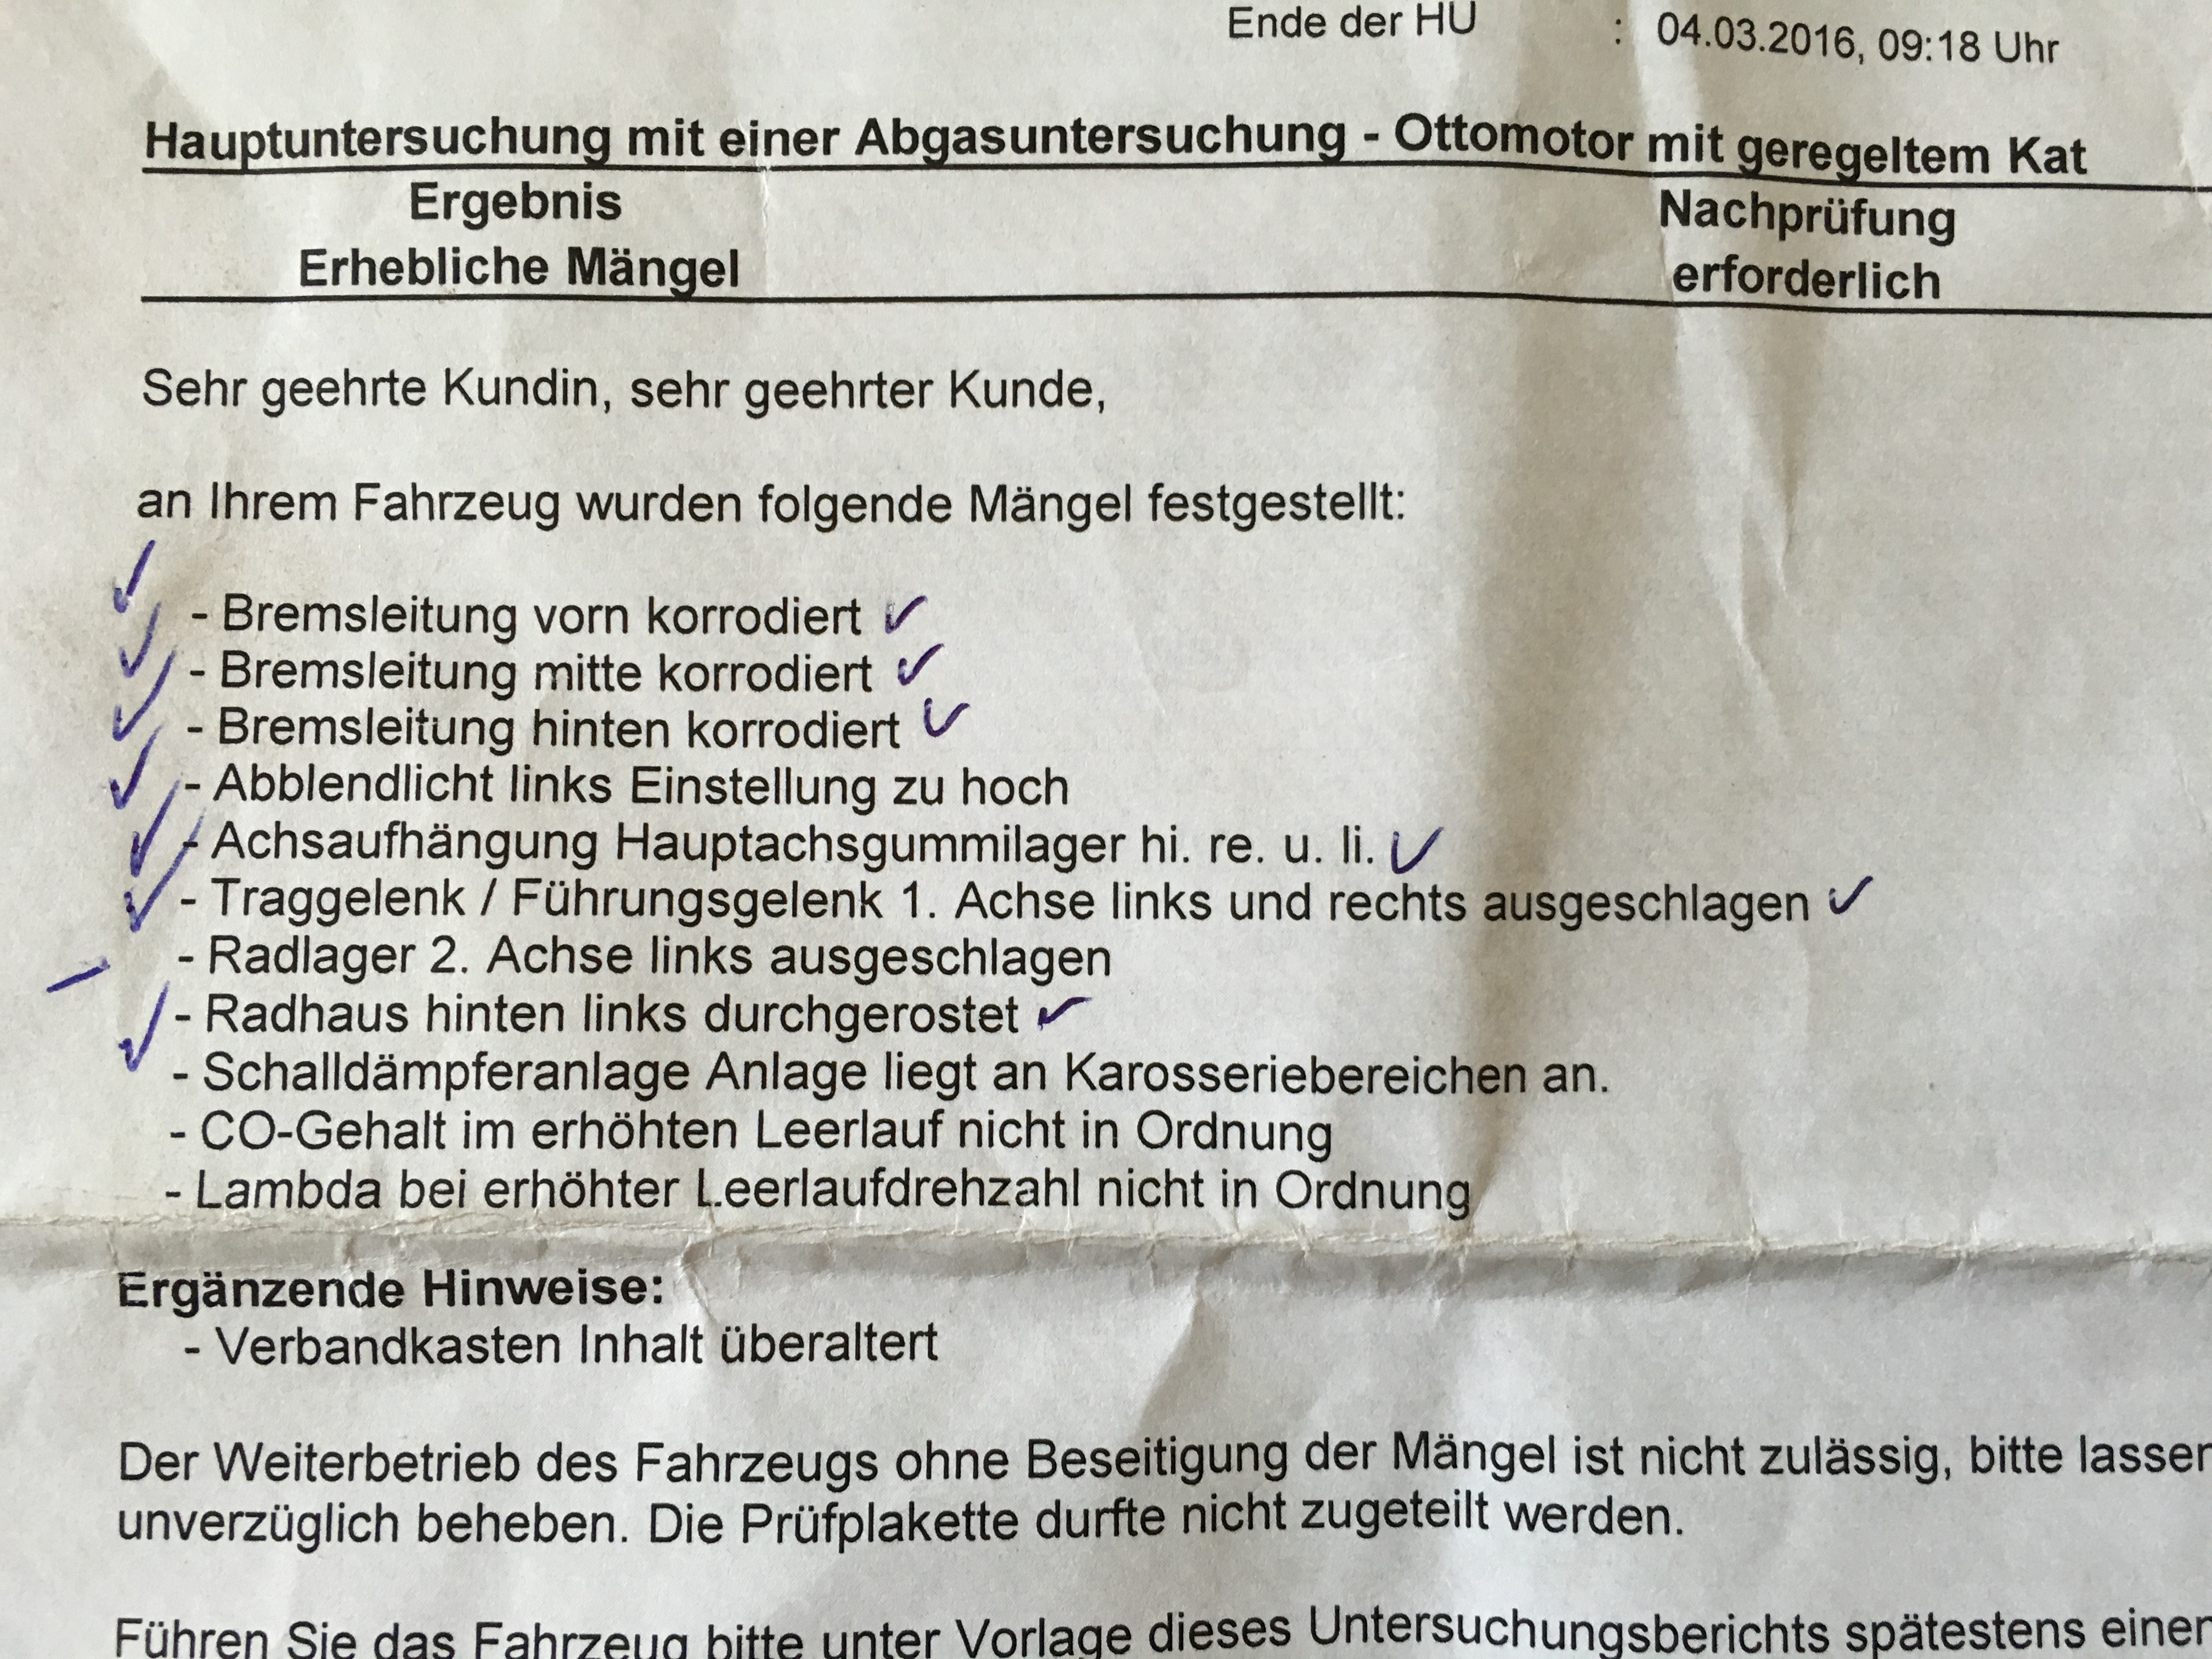 Ende der HU : 04.03.2016, 09:18 Uhr
Hauptuntersuchung mit einer Abgasuntersuchung - Ottomotor mit geregeltem Kat
Ergebnis Nachprüfung
Erhebliche Mängel erforderlich
Sehr geehrte Kundin, sehr geehrter Kunde,
an Ihrem Fahrzeug wurden folgende Mängel festgestellt:
- Bremsleitung vorn korrodiert
- Bremsleitung mitte korrodiert
- Bremsleitung hinten korrodiert
- Abblendlicht links Einstellung zu hoch
- Achsaufhängung Hauptachsgummilager hi. re. u. li.
- Traggelenk / Führungsgelenk 1. Achse links und rechts ausgeschlagen
- Radlager 2. Achse links ausgeschlagen
- Radhaus hinten links durchgerostet
- Schalldämpferanlage Anlage liegt an Karosseriebereichen an.
- CO-Gehalt im erhöhten Leerlauf nicht in Ordnung
- Lambda bei erhöhter Leerlaufdrehzahl nicht in Ordnung
Ergänzende Hinweise:
- Verbandkasten Inhalt überaltert
Der Weiterbetrieb des Fahrzeugs ohne Beseitigung der Mängel ist nicht zulässig, bitte lassen
unverzüglich beheben. Die Prüfplakette durfte nicht zugeteilt werden.
Führen Sie das Fahrzeug bitte unter Vorlage dieses Untersuchungsberichts spätestens einen